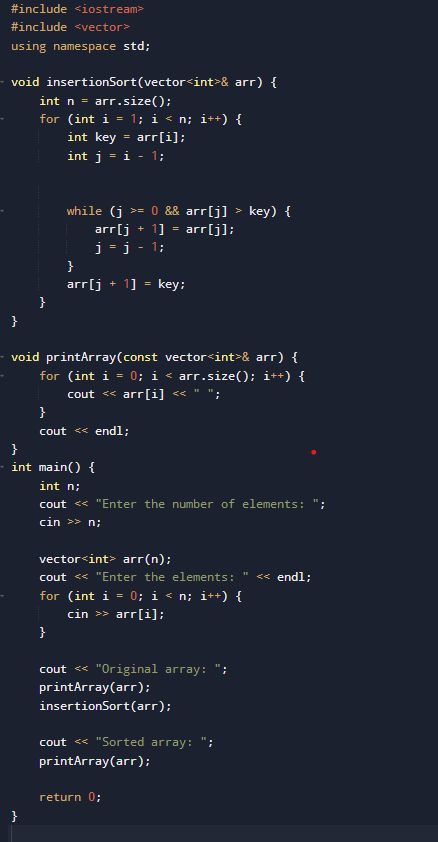 #include <iostream>
#include <vector>
using namespace std;
void insertionSort(vector<int>& arr) {
    int n = arr.size();
    for (int i = 1; i < n; i++) {
        int key = arr[i];
        int j = i - 1;
        while (j >= 0 && arr[j] > key) {
            arr[j + 1] = arr[j];
            j = j - 1;
        }
        arr[j + 1] = key;
    }
}
void printArray(const vector<int>& arr) {
    for (int i = 0; i < arr.size(); i++) {
        cout << arr[i] << " ";
    }
    cout << endl;
}
int main() {
    int n;
    cout << "Enter the number of elements: ";
    cin >> n;
    vector<int> arr(n);
    cout << "Enter the elements: " << endl;
    for (int i = 0; i < n; i++) {
        cin >> arr[i];
    }
    cout << "Original array: ";
    printArray(arr);
    insertionSort(arr);
    cout << "Sorted array: ";
    printArray(arr);
    return 0;
}